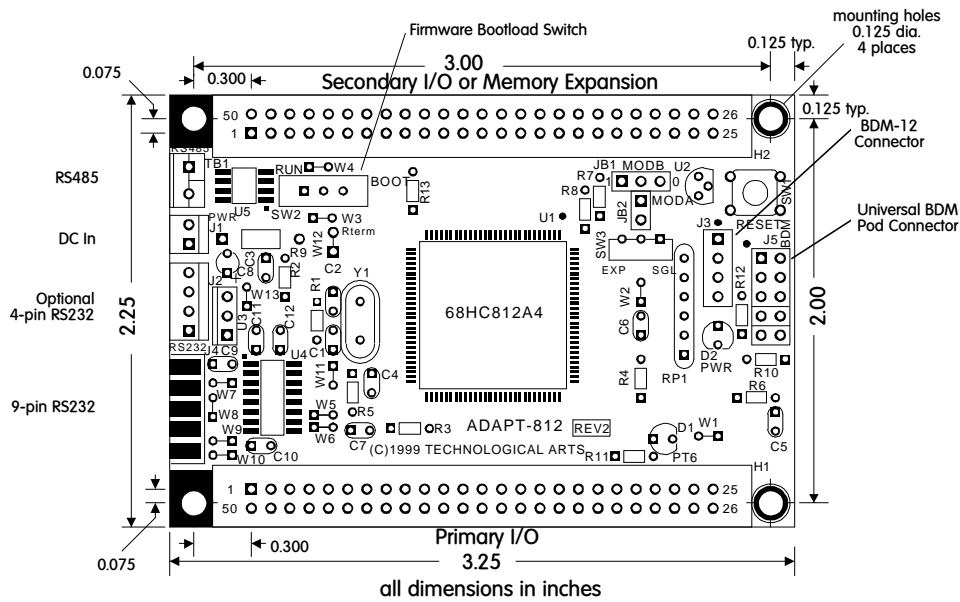 Firmware Bootload Switch
mounting holes
0.125 dia.
4 places
0.125 typ.
3.00
0.075
0.300
Secondary I/O or Memory Expansion
0.125 typ.
50
26
1
25
H2
BDM-12
Connector
RS485
RS485
TB1
U5
RUN
W4
BOOT
SW2
R13
R7
R8
JB1
MODB
1
0
U2
JB2
MODA
SW1
RESET
U1
DC In
PWR
J1
W3
Rterm
W12
R9
C3
C8
R2
SW3
EXP
SGL
J3
J5
BDM
Universal BDM
Pod Connector
R12
Optional
4-pin RS232
J2
W13
U3
C11
C12
R1
C2
Y1
C1
68HC812A4
W2
C6
2.25
2.00
D2
PWR
RS232
J4
C9
U4
W11
C4
R4
RP1
R10
R6
9-pin RS232
W7
W8
W9
W10
C10
W5
W6
R5
C7
R3
ADAPT-812
REV2
(C)1999 TECHNOLOGICAL ARTS
D1
W1
R11
PT6
C5
H1
1
25
50
26
0.075
0.300
Primary I/O
3.25
all dimensions in inches